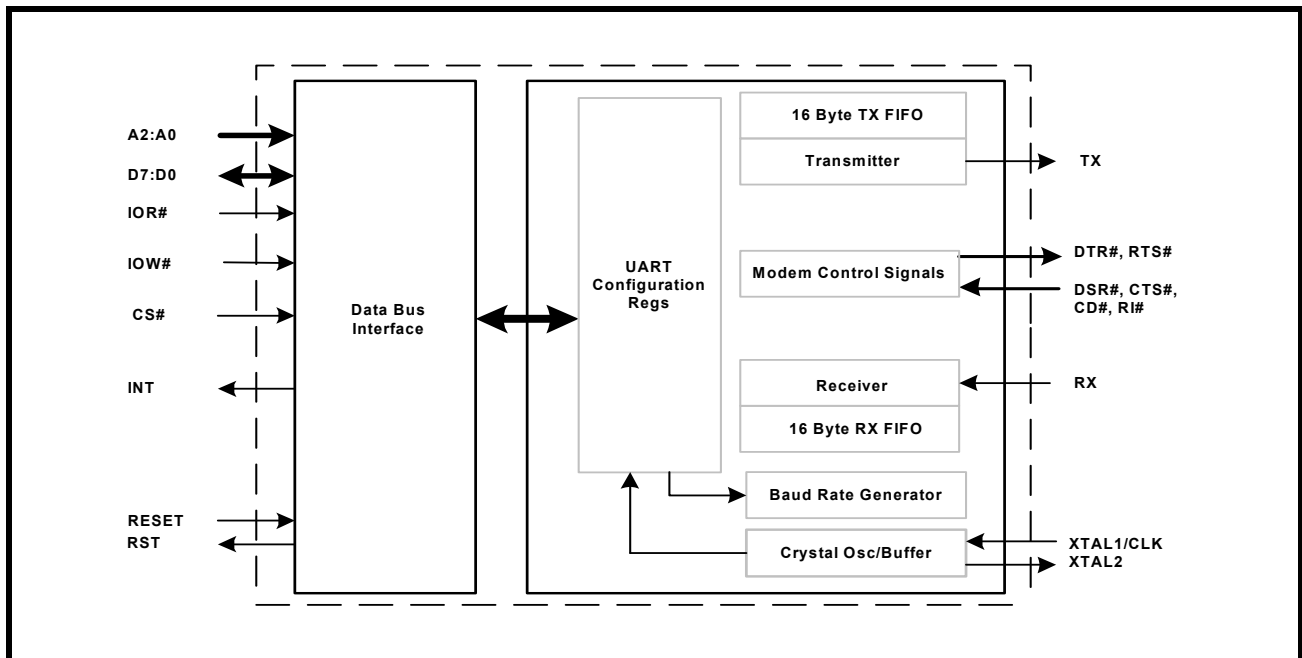 A2:A0
D7:D0
IOR#
IOW#
CS#
INT
RESET
RST
Data Bus
Interface
UART
Configuration
Regs
16 Byte TX FIFO
Transmitter
Modem Control Signals
Receiver
16 Byte RX FIFO
Baud Rate Generator
Crystal Osc/Buffer
TX
DTR#, RTS#
DSR#, CTS#,
CD#, RI#
RX
XTAL1/CLK
XTAL2